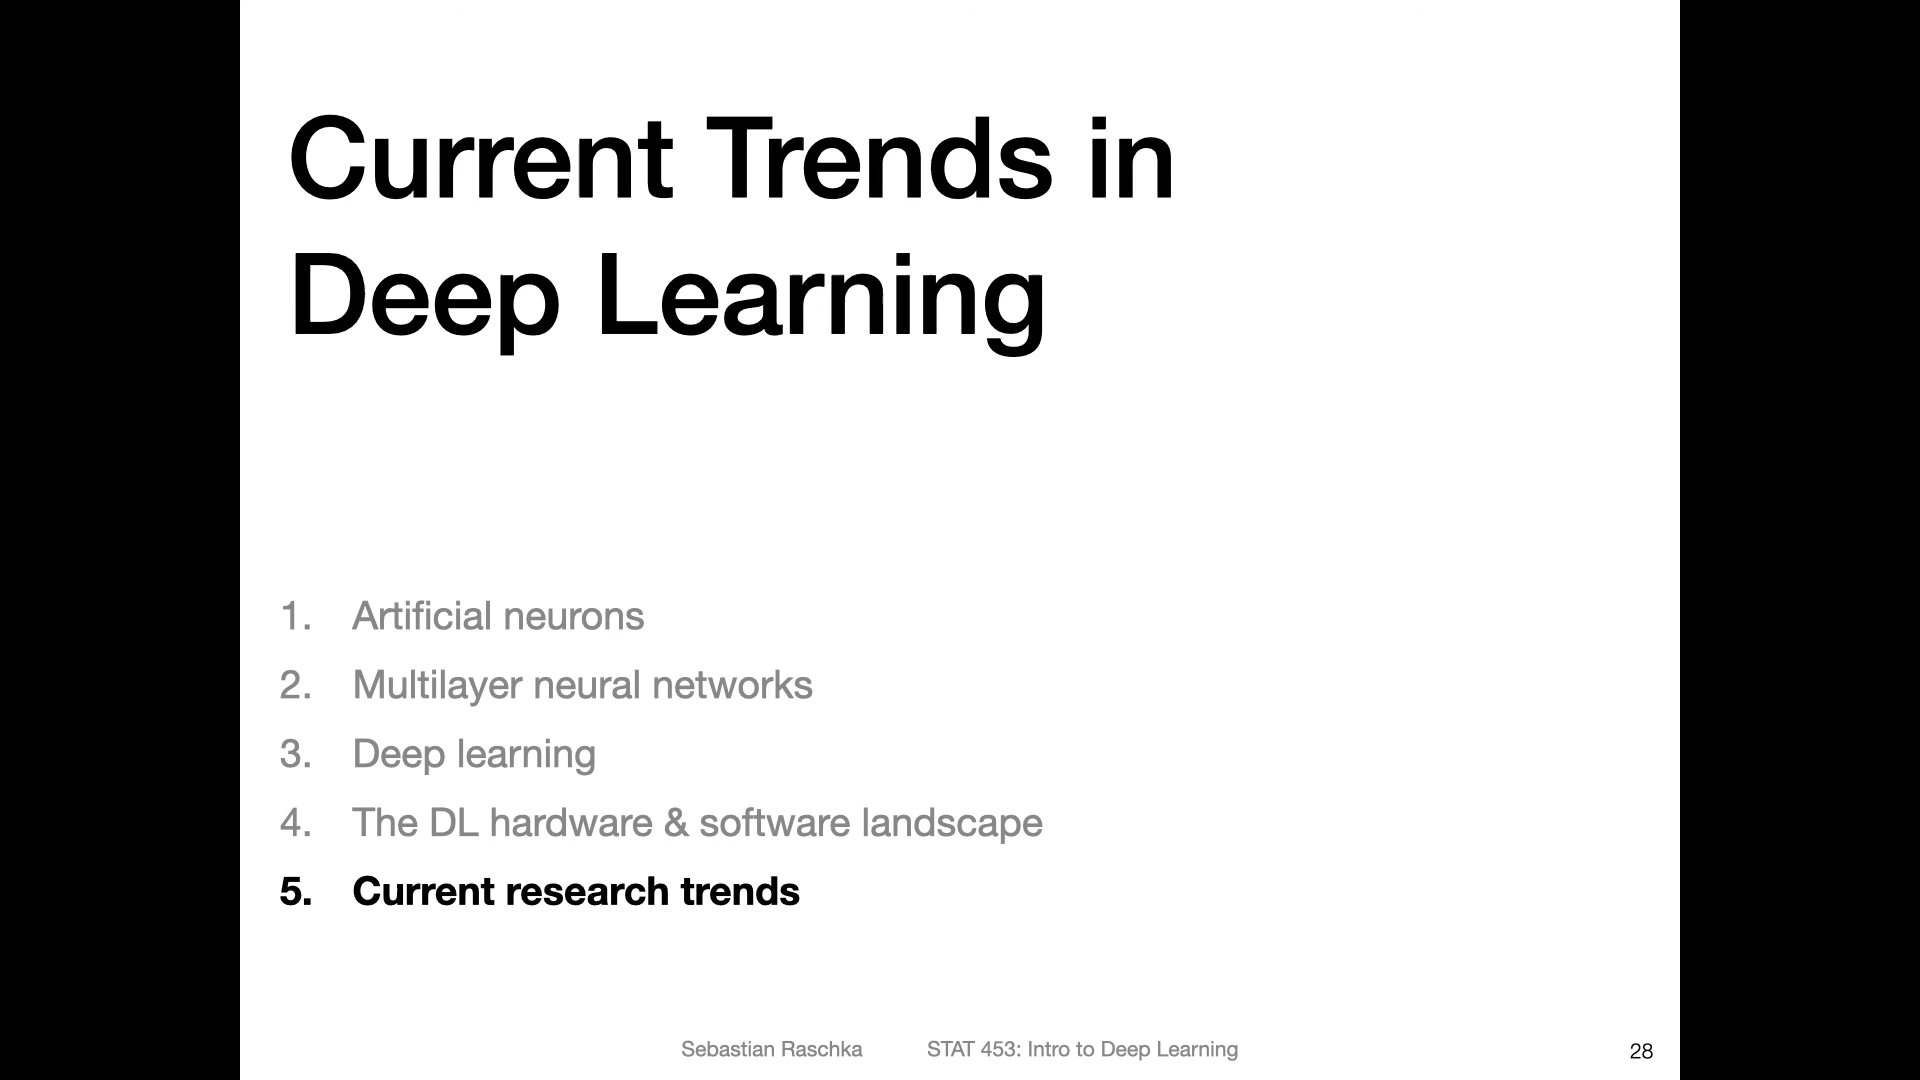 Current Trends in
Deep Learning
1. Artificial neurons
2. Multilayer neural networks
3. Deep learning
4. The DL hardware & software landscape
5. Current research trends
Sebastian Raschka STAT 453: Intro to Deep Learning 28